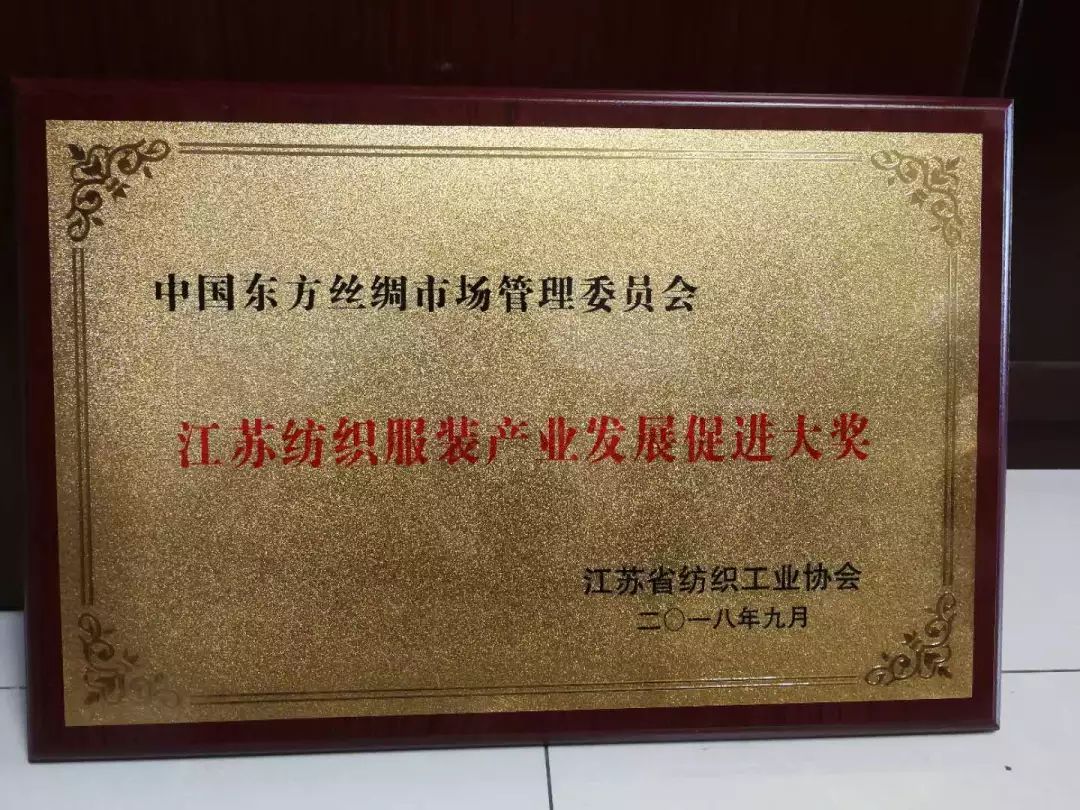 中国东方丝绸市场管理委员会
江苏纺织服装产业发展促进大奖
江苏省纺织工业协会
二〇一八年九月